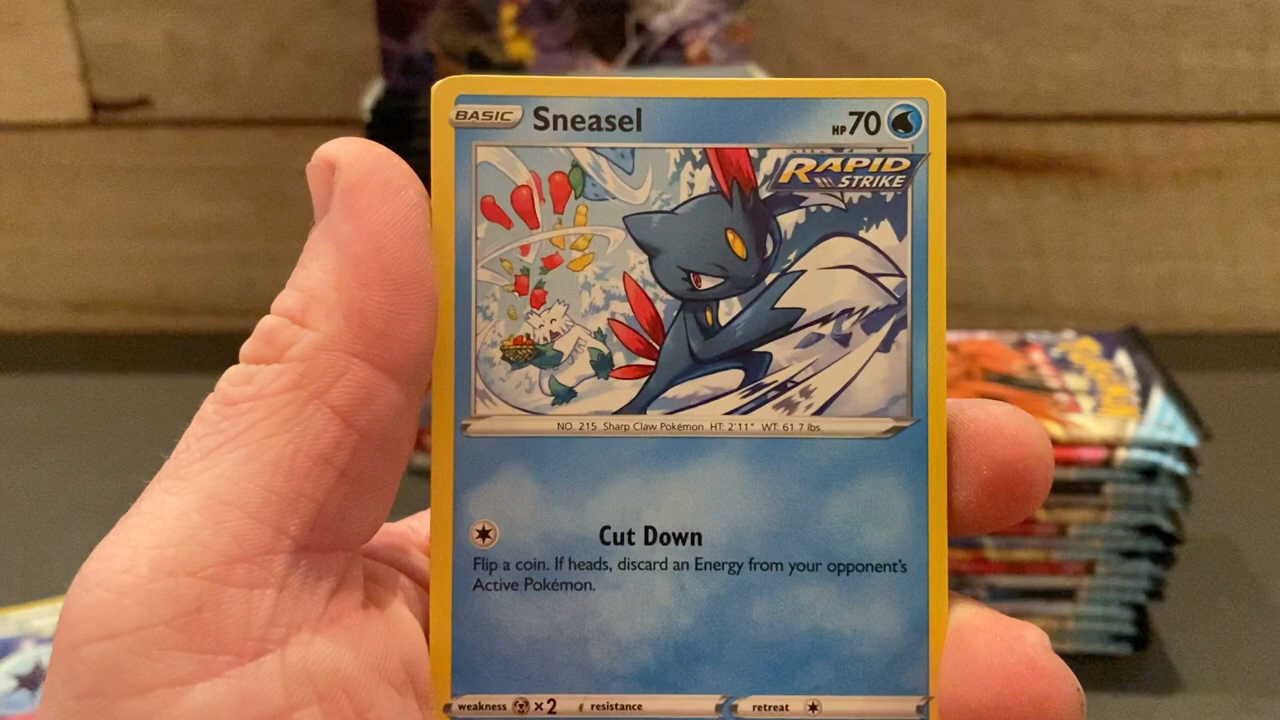 BASIC Sneasel HP 70
RAPID
STRIKE
NO. 215 Sharp Claw Pokémon HT: 2'11" WT: 61.7 lbs.
Cut Down
Flip a coin. If heads, discard an Energy from your opponent's
Active Pokémon.
weakness ×2 resistance retreat
POKÉMON